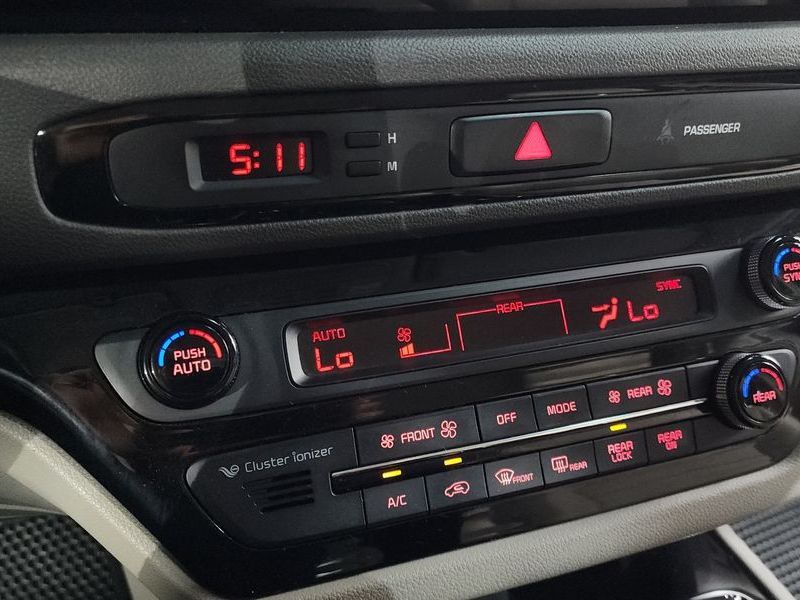 5:11
H
M
PASSENGER
PUSH
AUTO
AUTO
Lo
REAR
SYNC
Lo
PUSH
SYNC
FRONT
OFF
MODE
REAR
REAR
Cluster ionizer
A/C
FRONT
REAR
REAR
LOCK
REAR
ON